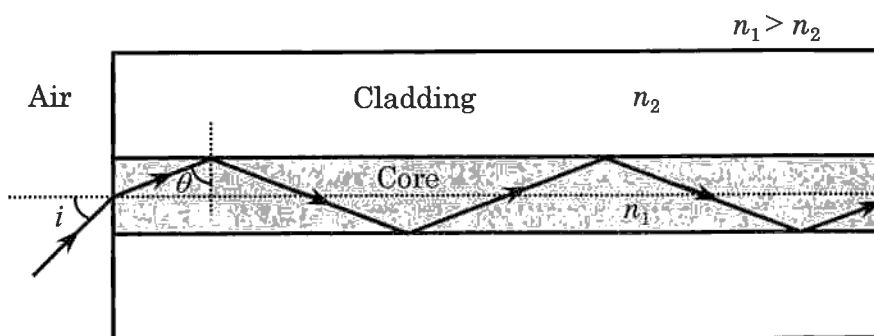 n₁ > n₂
Air
Cladding
n₂
θ
Core
i
n₁